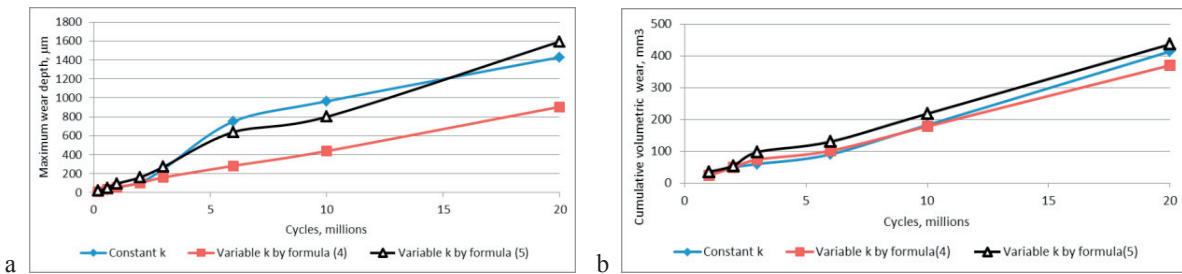 Maximum wear depth, µm
1800
1600
1400
1200
1000
800
600
400
200
0
0
5
10
15
20
Cycles, millions
Constant k
Variable k by formula (4)
Variable k by formula (5)
a
Cumulative volumetric wear, mm3
500
400
300
200
100
0
0
5
10
15
20
Cycles, millions
Constant k
Variable k by formula(4)
Variable k by formula(5)
b